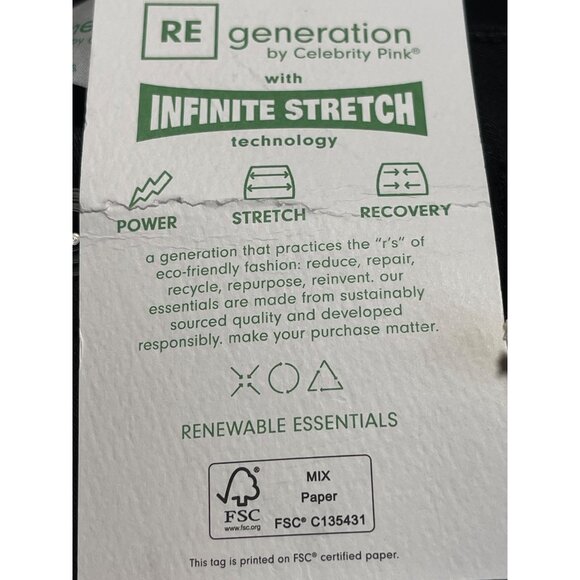 RE generation
by Celebrity Pink®
with
INFINITE STRETCH
technology
POWER STRETCH RECOVERY
a generation that practices the "r's" of
eco-friendly fashion: reduce, repair,
recycle, repurpose, reinvent. our
essentials are made from sustainably
sourced quality and developed
responsibly. make your purchase matter.
RENEWABLE ESSENTIALS
FSC
www.fsc.org
MIX
Paper
FSC® C135431
This tag is printed on FSC® certified paper.